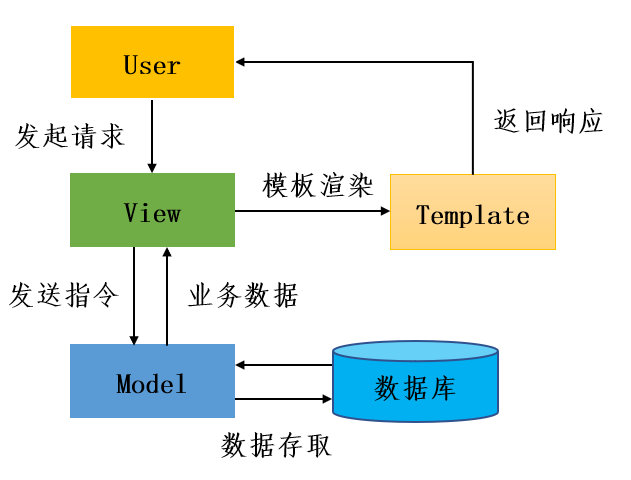 User
发起请求
返回响应
模板渲染
View
Template
发送指令
业务数据
Model
数据库
数据存取